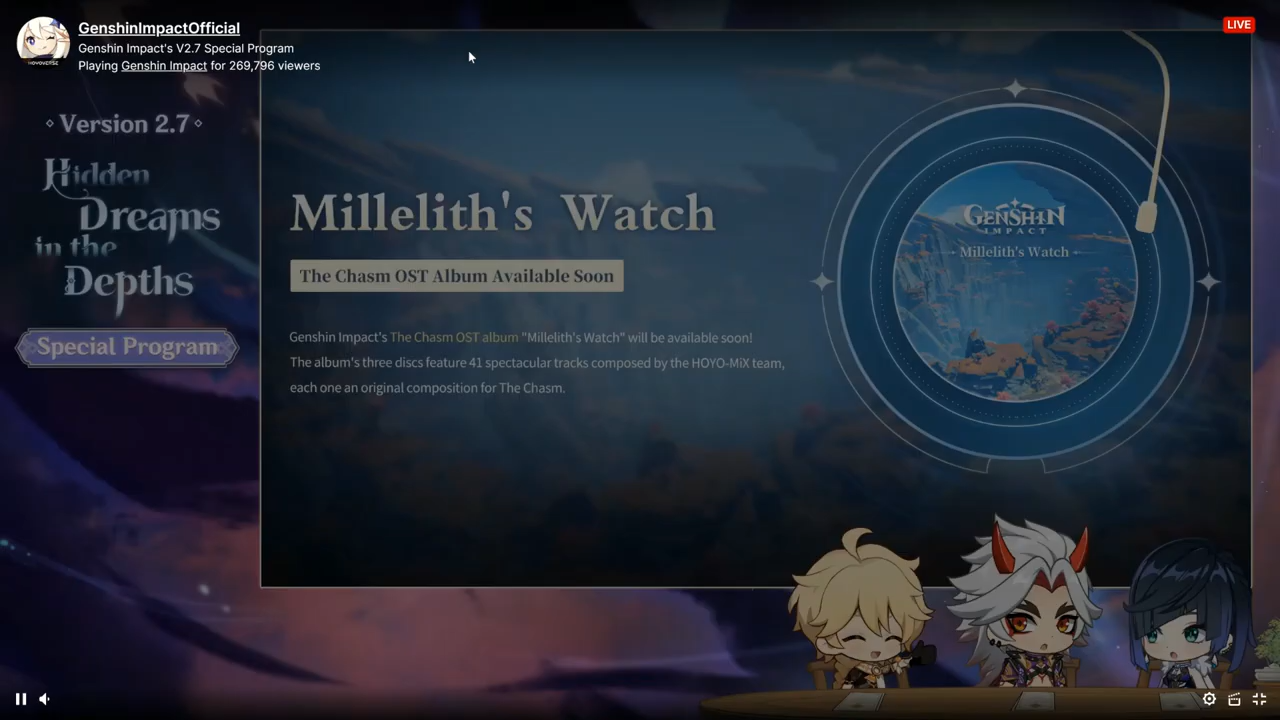 GenshinImpactOfficial
Genshin Impact's V2.7 Special Program
Playing Genshin Impact for 269,796 viewers
LIVE
Version 2.7
Hidden
Dreams
in the
Depths
Special Program
Millelith's Watch
The Chasm OST Album Available Soon
Genshin Impact's The Chasm OST album "Millelith's Watch" will be available soon!
The album's three discs feature 41 spectacular tracks composed by the HOYO-MiX team,
each one an original composition for The Chasm.
GENSHIN
IMPACT
Millelith's Watch
HOYOVERSE